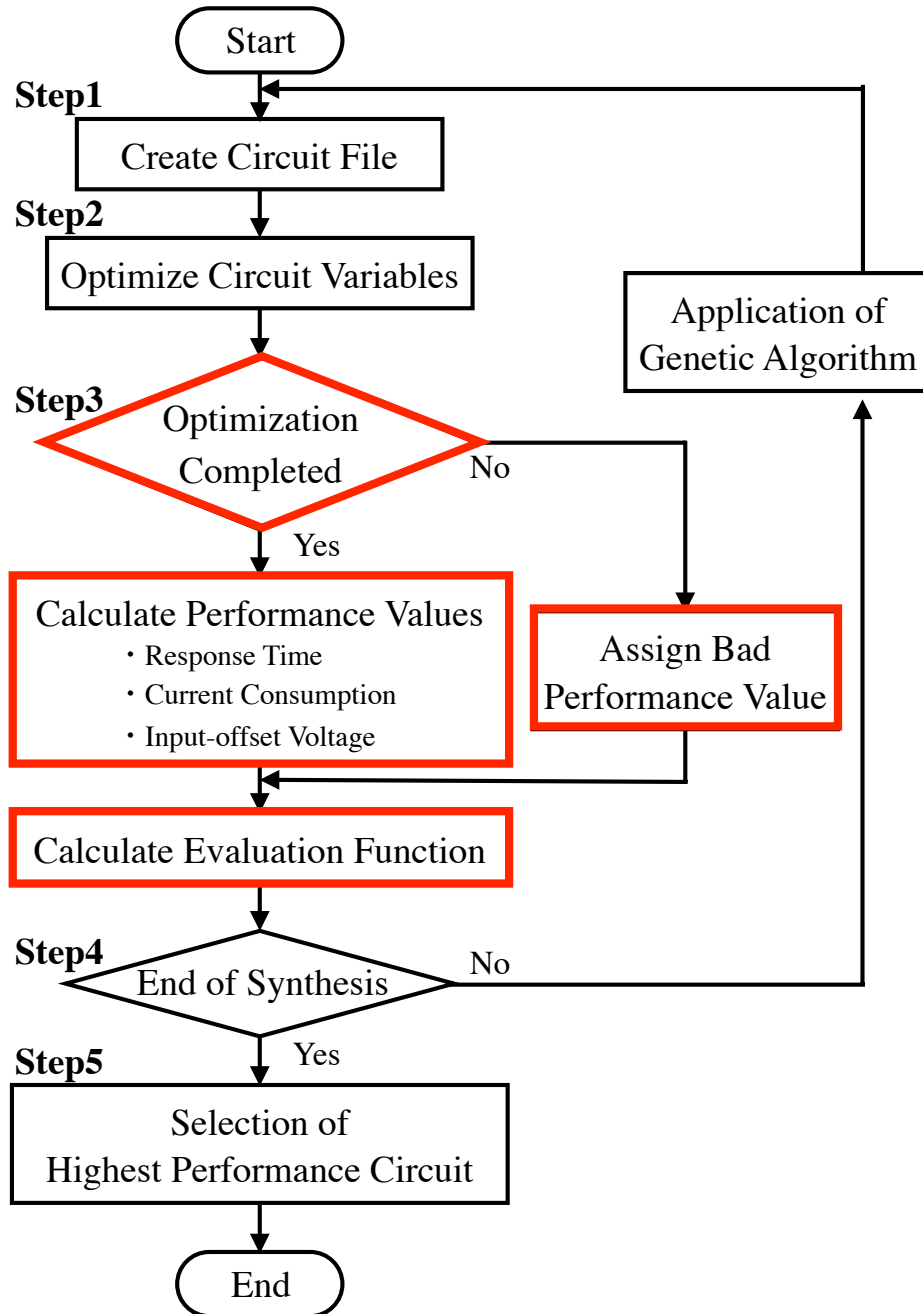 Start
Step1
Create Circuit File
Step2
Optimize Circuit Variables
Application of
Genetic Algorithm
Step3
Optimization
Completed
No
Yes
Calculate Performance Values
・Response Time
・Current Consumption
・Input-offset Voltage
Assign Bad
Performance Value
Calculate Evaluation Function
Step4
End of Synthesis
No
Yes
Step5
Selection of
Highest Performance Circuit
End